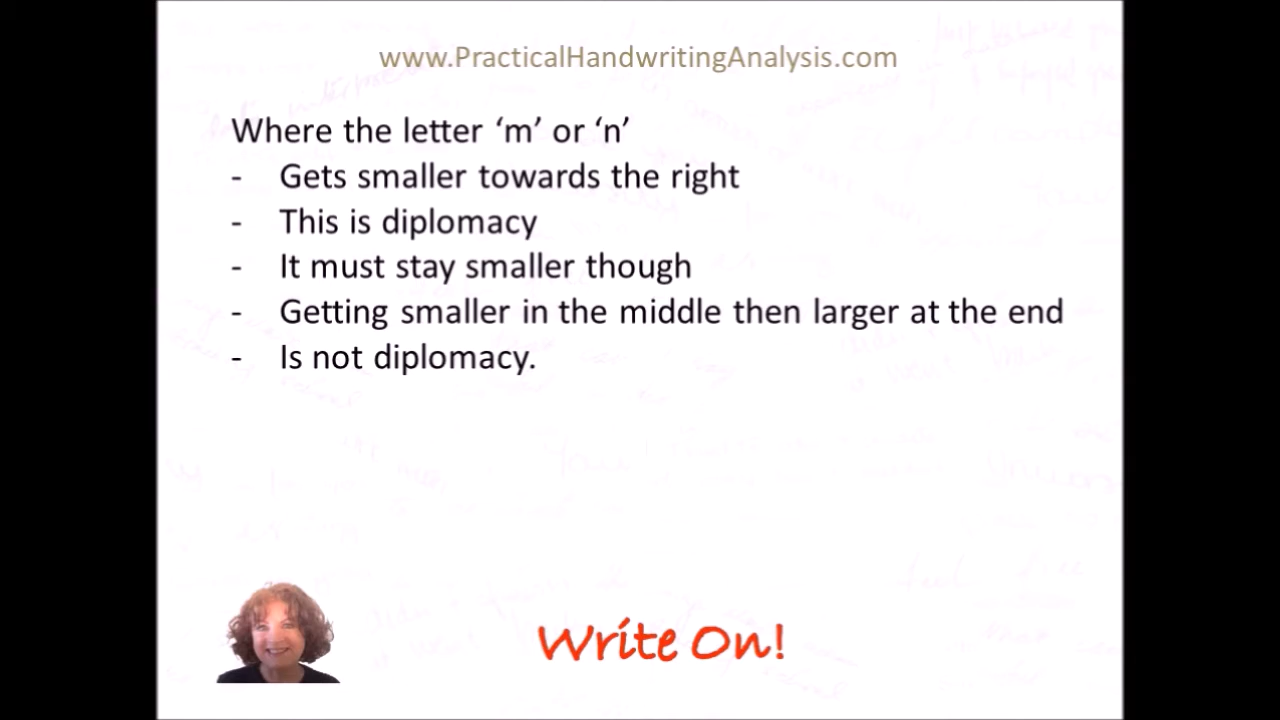 www.PracticalHandwritingAnalysis.com
Where the letter ‘m’ or ‘n’
- Gets smaller towards the right
- This is diplomacy
- It must stay smaller though
- Getting smaller in the middle then larger at the end
- Is not diplomacy.
Write On!